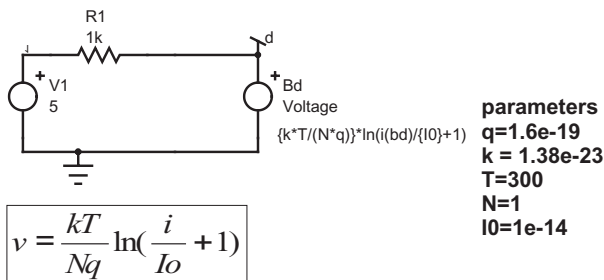 R1
1k
d
+
V1
5
+
Bd
Voltage
{k*T/(N*q)}*ln(i(bd)/{I0}+1)
parameters
q=1.6e-19
k = 1.38e-23
T=300
N=1
I0=1e-14
v = kT/Nq ln(i/Io + 1)